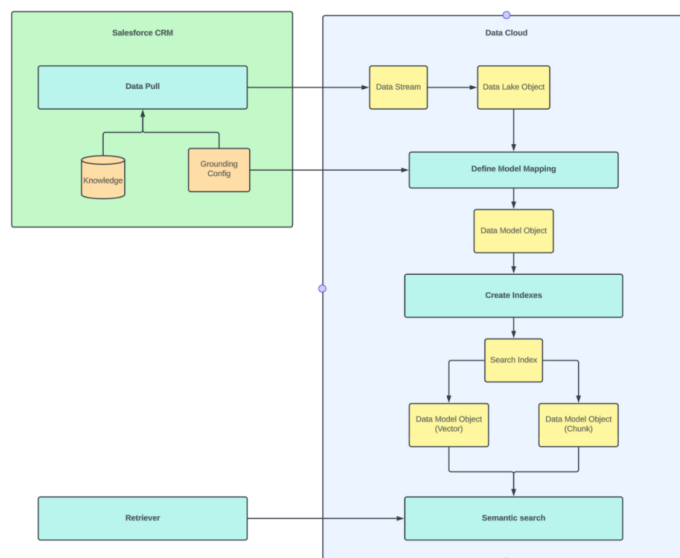 Salesforce CRM
Data Cloud
Data Pull
Data Stream
Data Lake Object
Knowledge
Grounding
Config
Define Model Mapping
Data Model Object
Create Indexes
Search Index
Data Model Object
(Vector)
Data Model Object
(Chunk)
Retriever
Semantic search